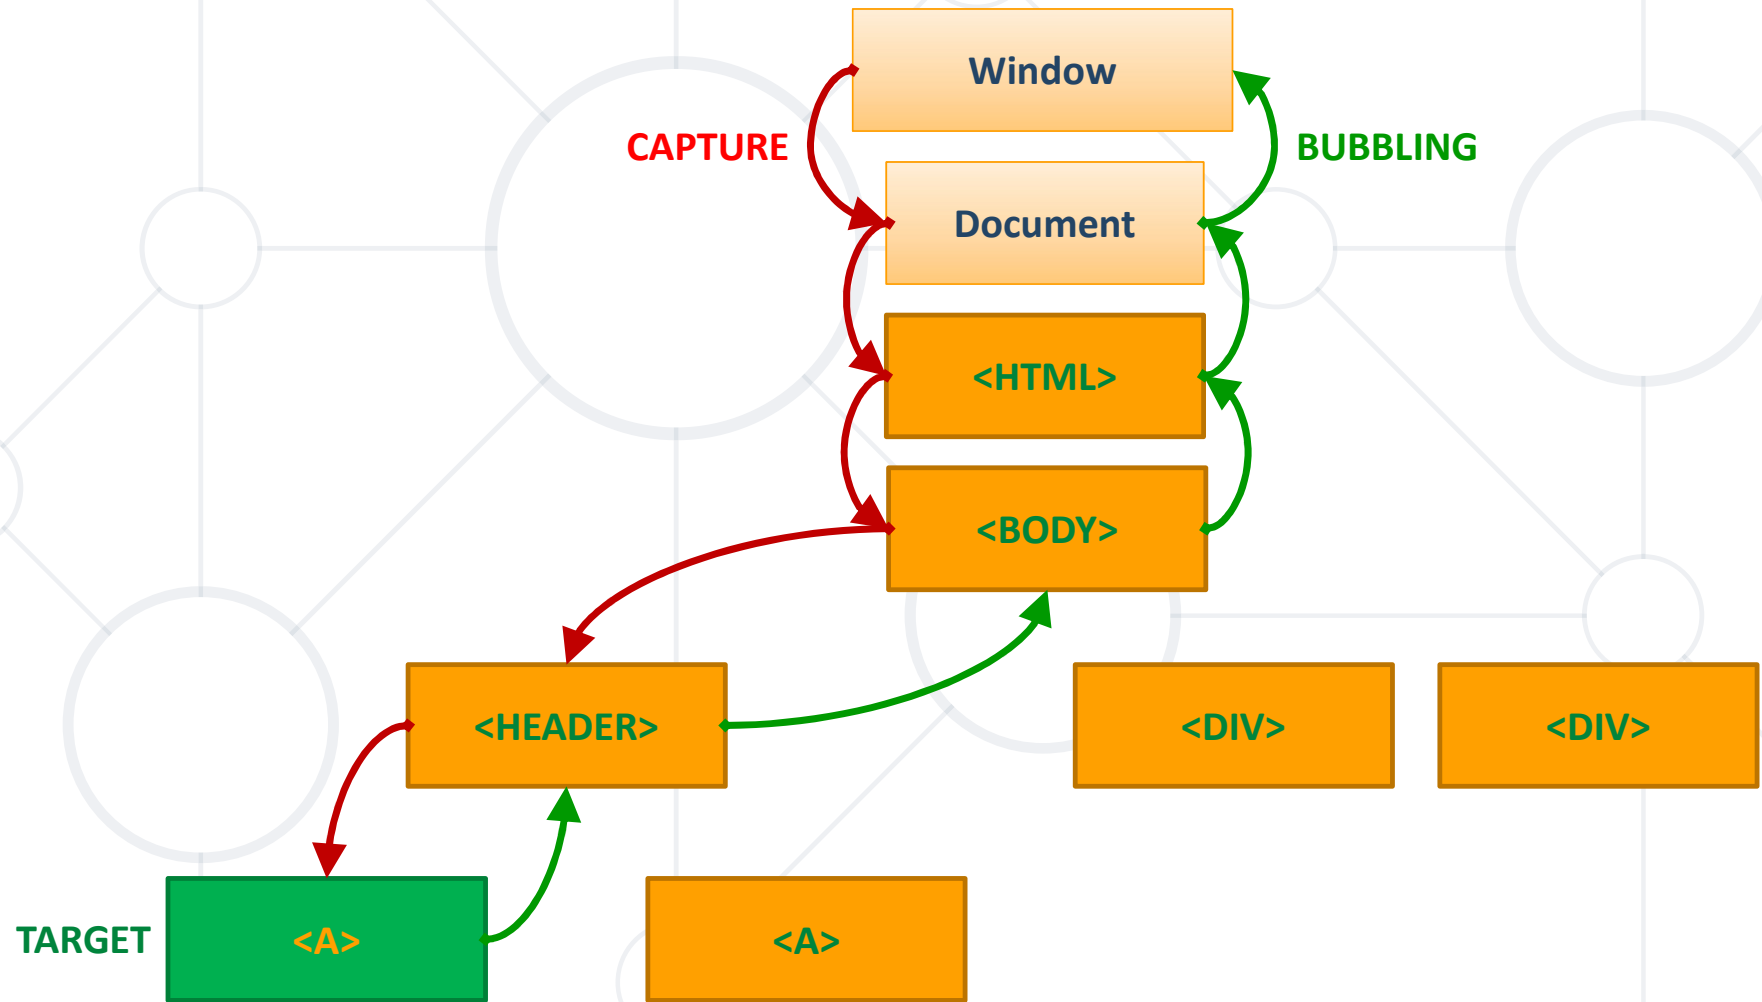 Window
CAPTURE
BUBBLING
Document
<HTML>
<BODY>
<HEADER>
<DIV>
<DIV>
TARGET
<A>
<A>